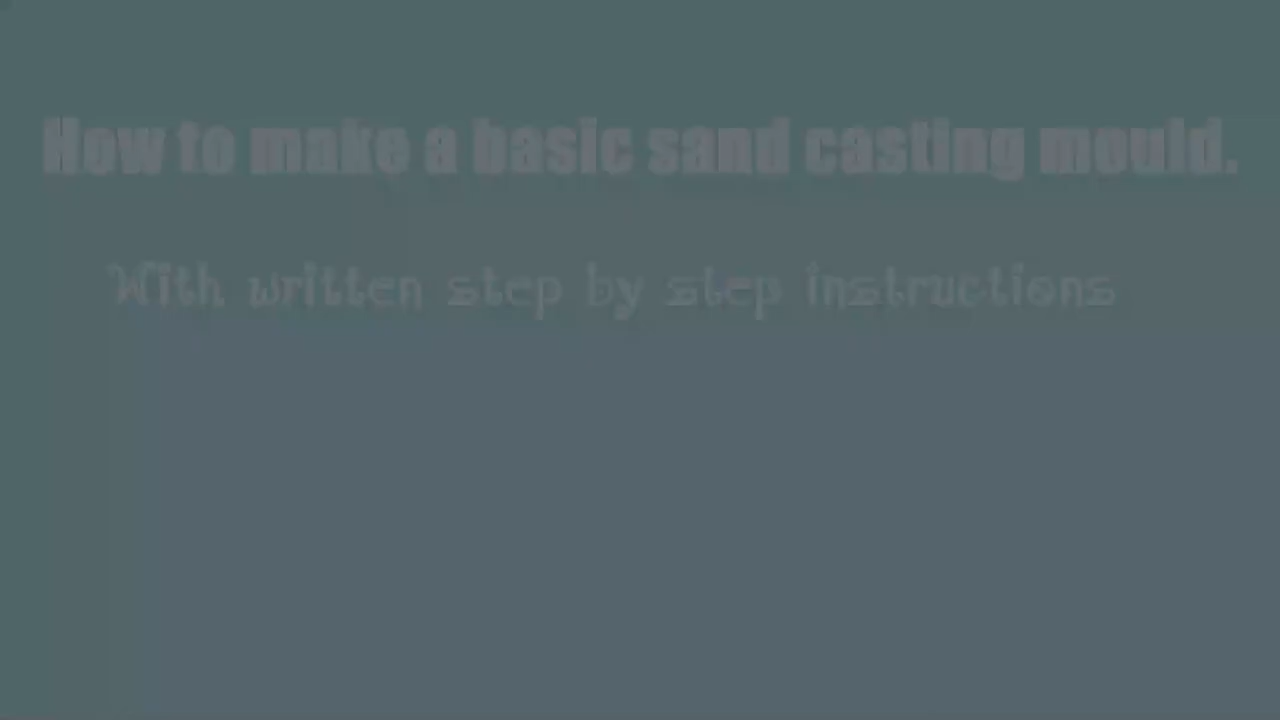 How to make a basic sand casting mould.
With written step by step instructions